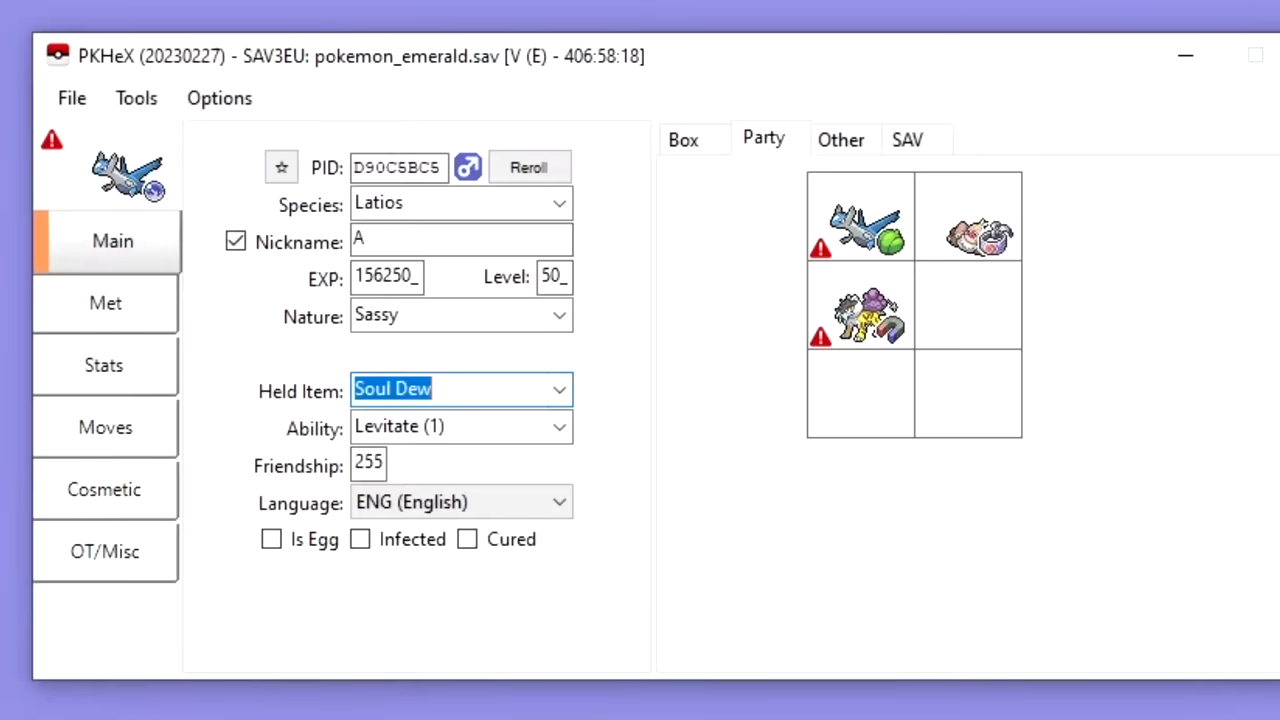 PKHeX (20230227) - SAV3EU: pokemon_emerald.sav [V (E) - 406:58:18]
File Tools Options
Main
Met
Stats
Moves
Cosmetic
OT/Misc
PID: D90C5BC5 Reroll
Species: Latios
Nickname: A
EXP: 156250_ Level: 50_
Nature: Sassy
Held Item: Soul Dew
Ability: Levitate (1)
Friendship: 255
Language: ENG (English)
Is Egg Infected Cured
Box Party Other SAV